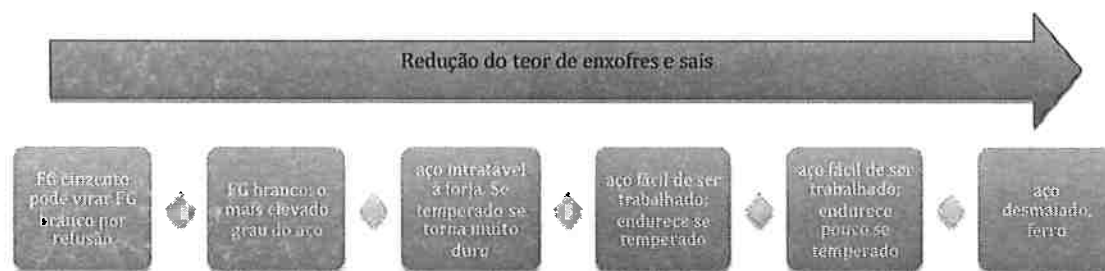 Redução do teor de enxofres e sais
FG cinzento
pode virar FG
branco por
refusão
FG branco: o
mais elevado
grau do aço
aço intratável
à forja. Se
temperado se
torna muito
duro
aço fácil de ser
trabalhado;
endurece se
temperado
aço fácil de ser
trabalhado;
endurece
pouco se
temperado
aço
desmaiado,
ferro